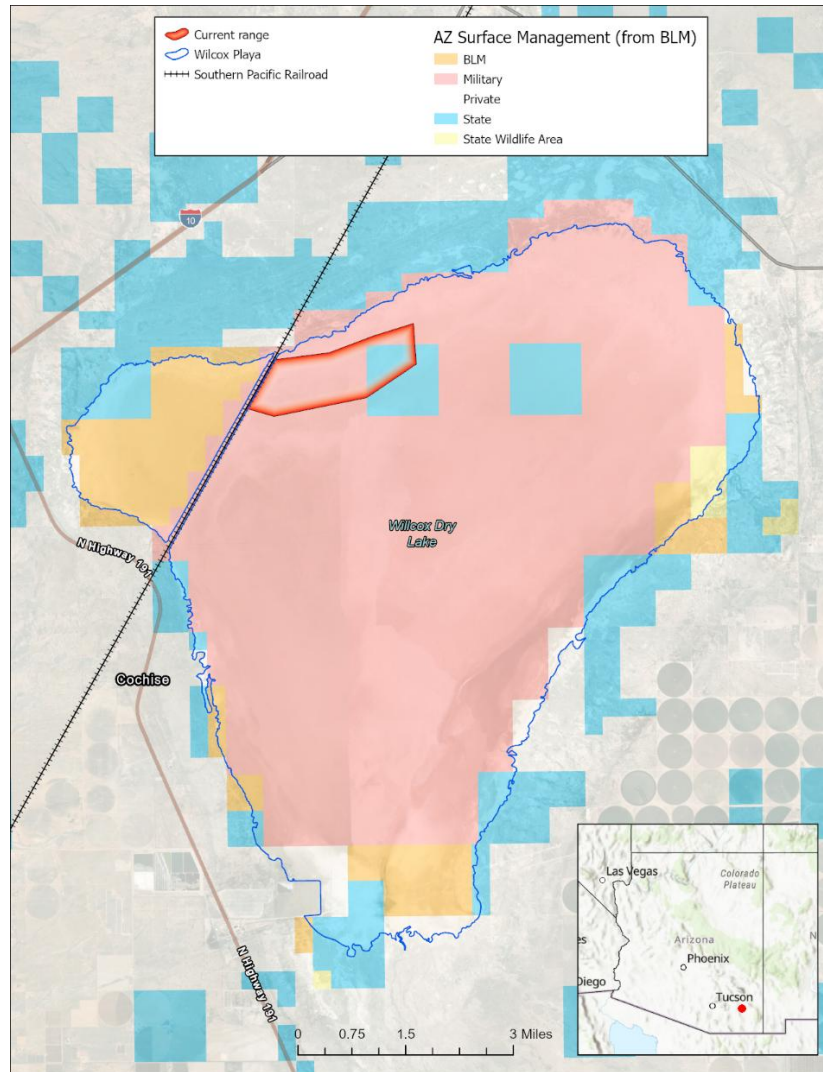 Current range
Wilcox Playa
Southern Pacific Railroad
AZ Surface Management (from BLM)
BLM
Military
Private
State
State Wildlife Area
10
N Highway 191
Willcox Dry
Lake
Cochise
N Highway 191
0 0.75 1.5 3 Miles
Las Vegas
Colorado
Plateau
Arizona
Phoenix
Tucson
es
Diego
N